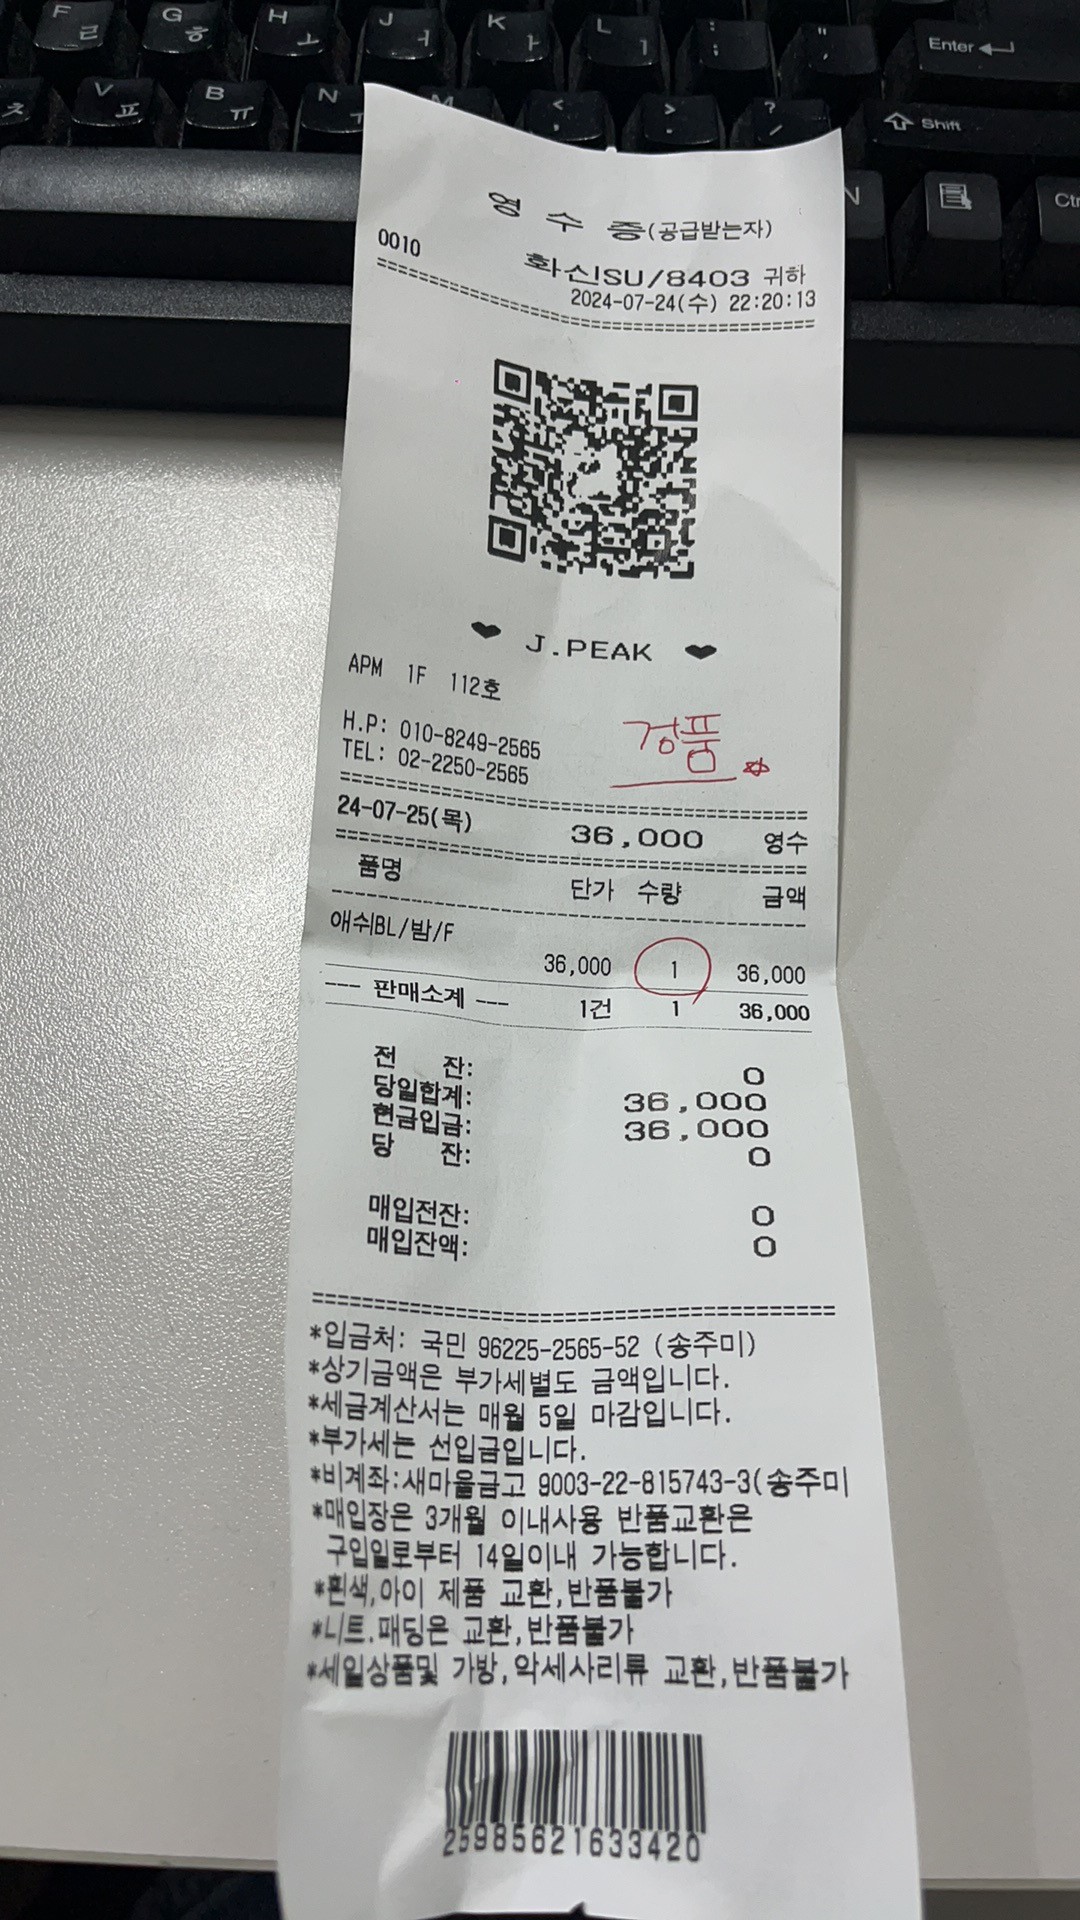 F ㄹ G ㅎ H ㅗ J ㅓ K ㅏ L ㅣ : ; " Enter
ㅊ V ㅍ B ㅠ N ㅜ M < , > . ? / Shift
N Ctr
영 수 증(공급받는자)
0010
화신SU/8403 귀하
2024-07-24(수) 22:20:13
=======================================
❤ J.PEAK ❤
APM 1F 112호
H.P: 010-8249-2565
정품
TEL: 02-2250-2565
=======================================
24-07-25(목) 36,000 영수
=======================================
품명 단가 수량 금액
애쉬BL/밤/F
36,000 1 36,000
--- 판매소계 --- 1건 1 36,000
전 잔: 0
당일합계: 36,000
현금입금: 36,000
당 잔: 0
매입전잔: 0
매입잔액: 0
=======================================
*입금처: 국민 96225-2565-52 (송주미)
*상기금액은 부가세별도 금액입니다.
*세금계산서는 매월 5일 마감입니다.
*부가세는 선입금입니다.
*비계좌:새마을금고 9003-22-815743-3(송주미
*매입장은 3개월 이내사용 반품교환은
구입일로부터 14일이내 가능합니다.
*흰색,아이 제품 교환,반품불가
*니트.패딩은 교환,반품불가
*세일상품및 가방,악세사리류 교환,반품불가
25985621633420